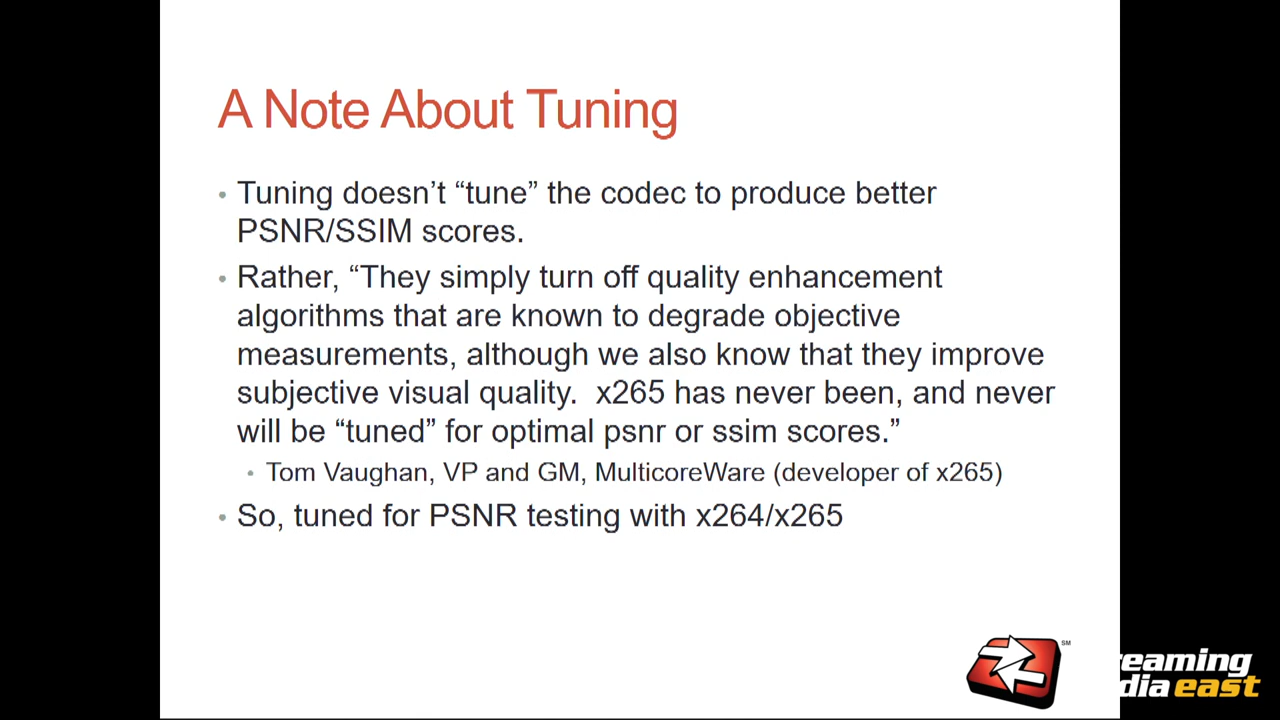 A Note About Tuning
• Tuning doesn’t “tune” the codec to produce better
PSNR/SSIM scores.
• Rather, “They simply turn off quality enhancement
algorithms that are known to degrade objective
measurements, although we also know that they improve
subjective visual quality.  x265 has never been, and never
will be “tuned” for optimal psnr or ssim scores.”
• Tom Vaughan, VP and GM, MulticoreWare (developer of x265)
• So, tuned for PSNR testing with x264/x265
SM
reaming
dia east